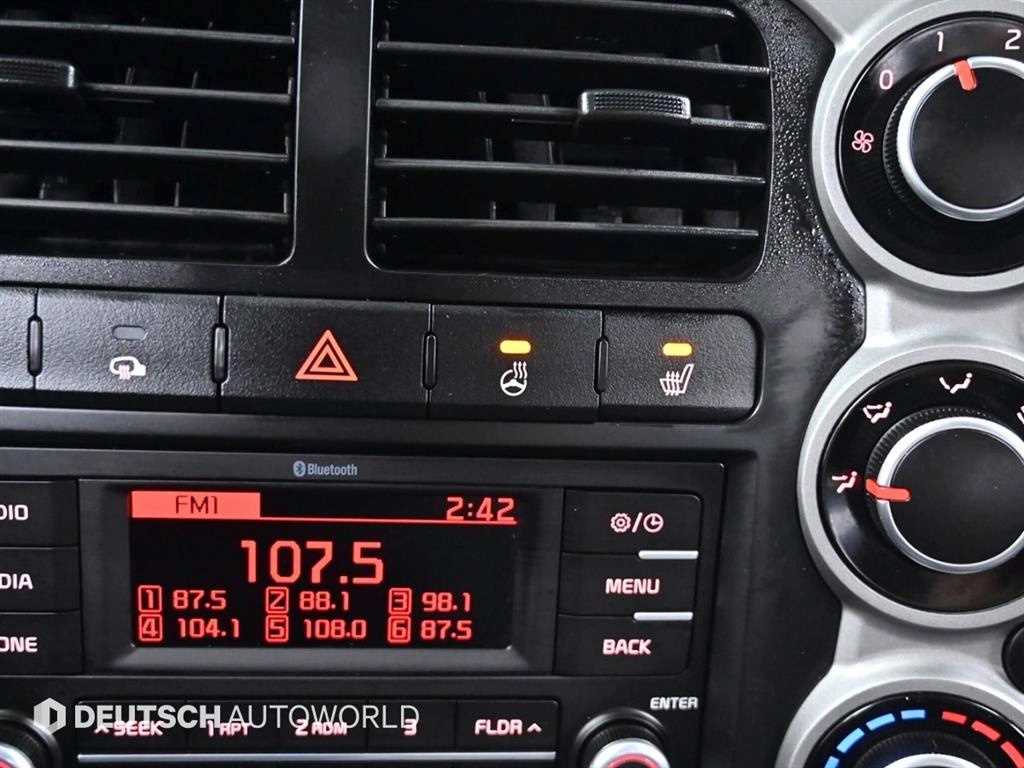 0 1 2
Bluetooth
DIO
DIA
ONE
FM1 2:42
107.5
1 87.5 2 88.1 3 98.1
4 104.1 5 108.0 6 87.5
MENU
BACK
ENTER
SEEK 1 RPT 2 RDM 3 FLDR
DEUTSCH AUTOWORLD